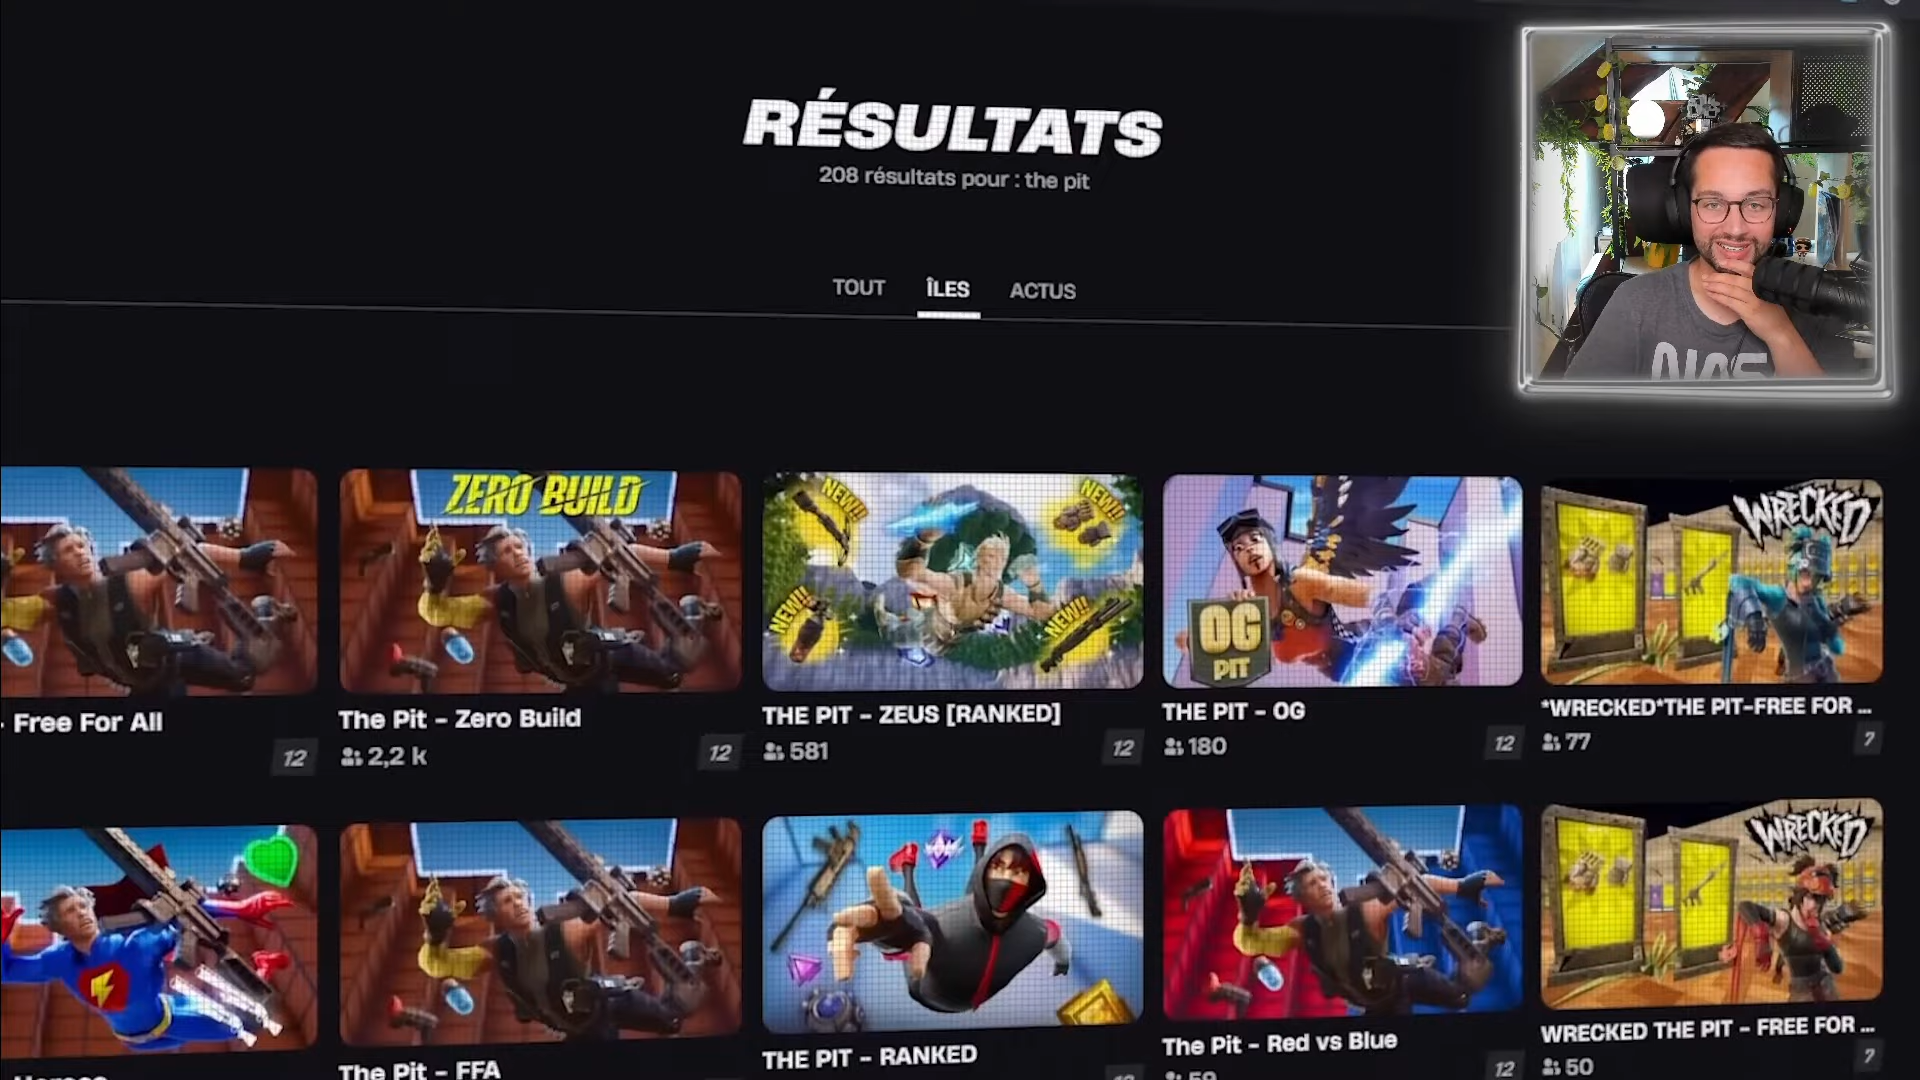 RÉSULTATS
208 résultats pour : the pit
TOUT
ÎLES
ACTUS
ZERO BUILD
NEW!!
NEW!!
NEW!!
NEW!!
OG
PIT
WRECKED
- Free For All
12
The Pit - Zero Build
2,2 k
12
THE PIT - ZEUS [RANKED]
581
12
THE PIT - OG
180
12
*WRECKED*THE PIT-FREE FOR ...
77
7
WRECKED
The Pit - FFA
THE PIT - RANKED
The Pit - Red vs Blue
59
12
WRECKED THE PIT - FREE FOR ...
50
7